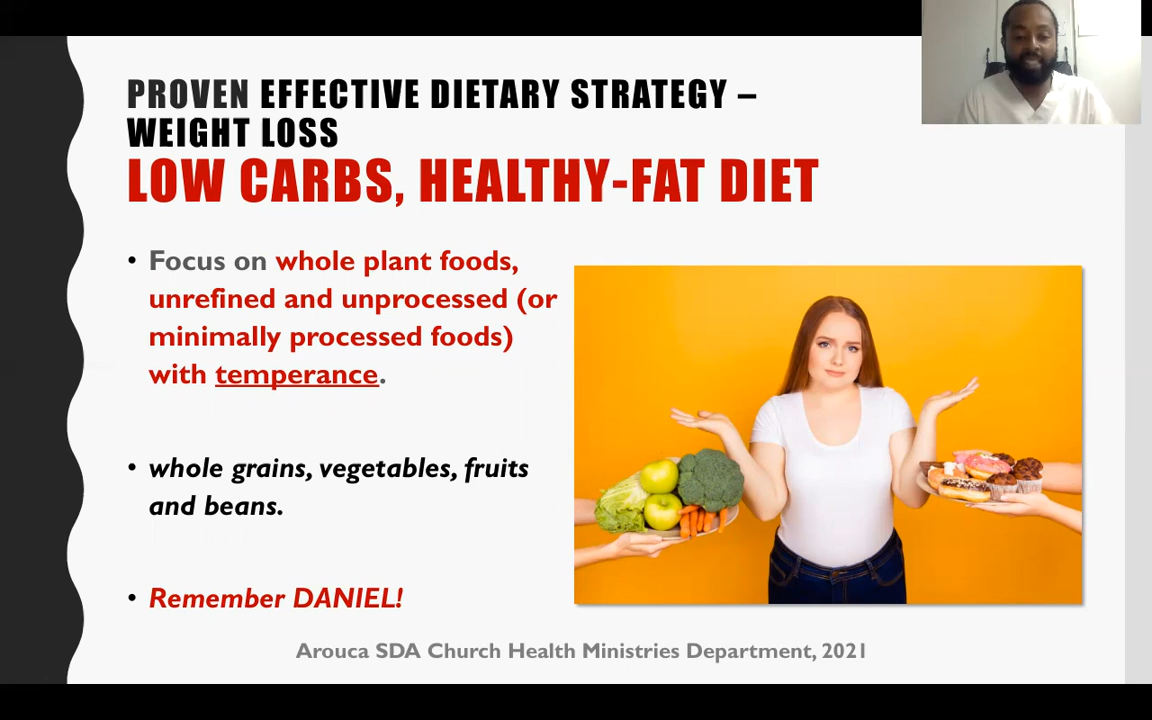 PROVEN EFFECTIVE DIETARY STRATEGY –
WEIGHT LOSS
LOW CARBS, HEALTHY-FAT DIET
• Focus on whole plant foods,
unrefined and unprocessed (or
minimally processed foods)
with temperance.
• whole grains, vegetables, fruits
and beans.
• Remember DANIEL!
Arouca SDA Church Health Ministries Department, 2021